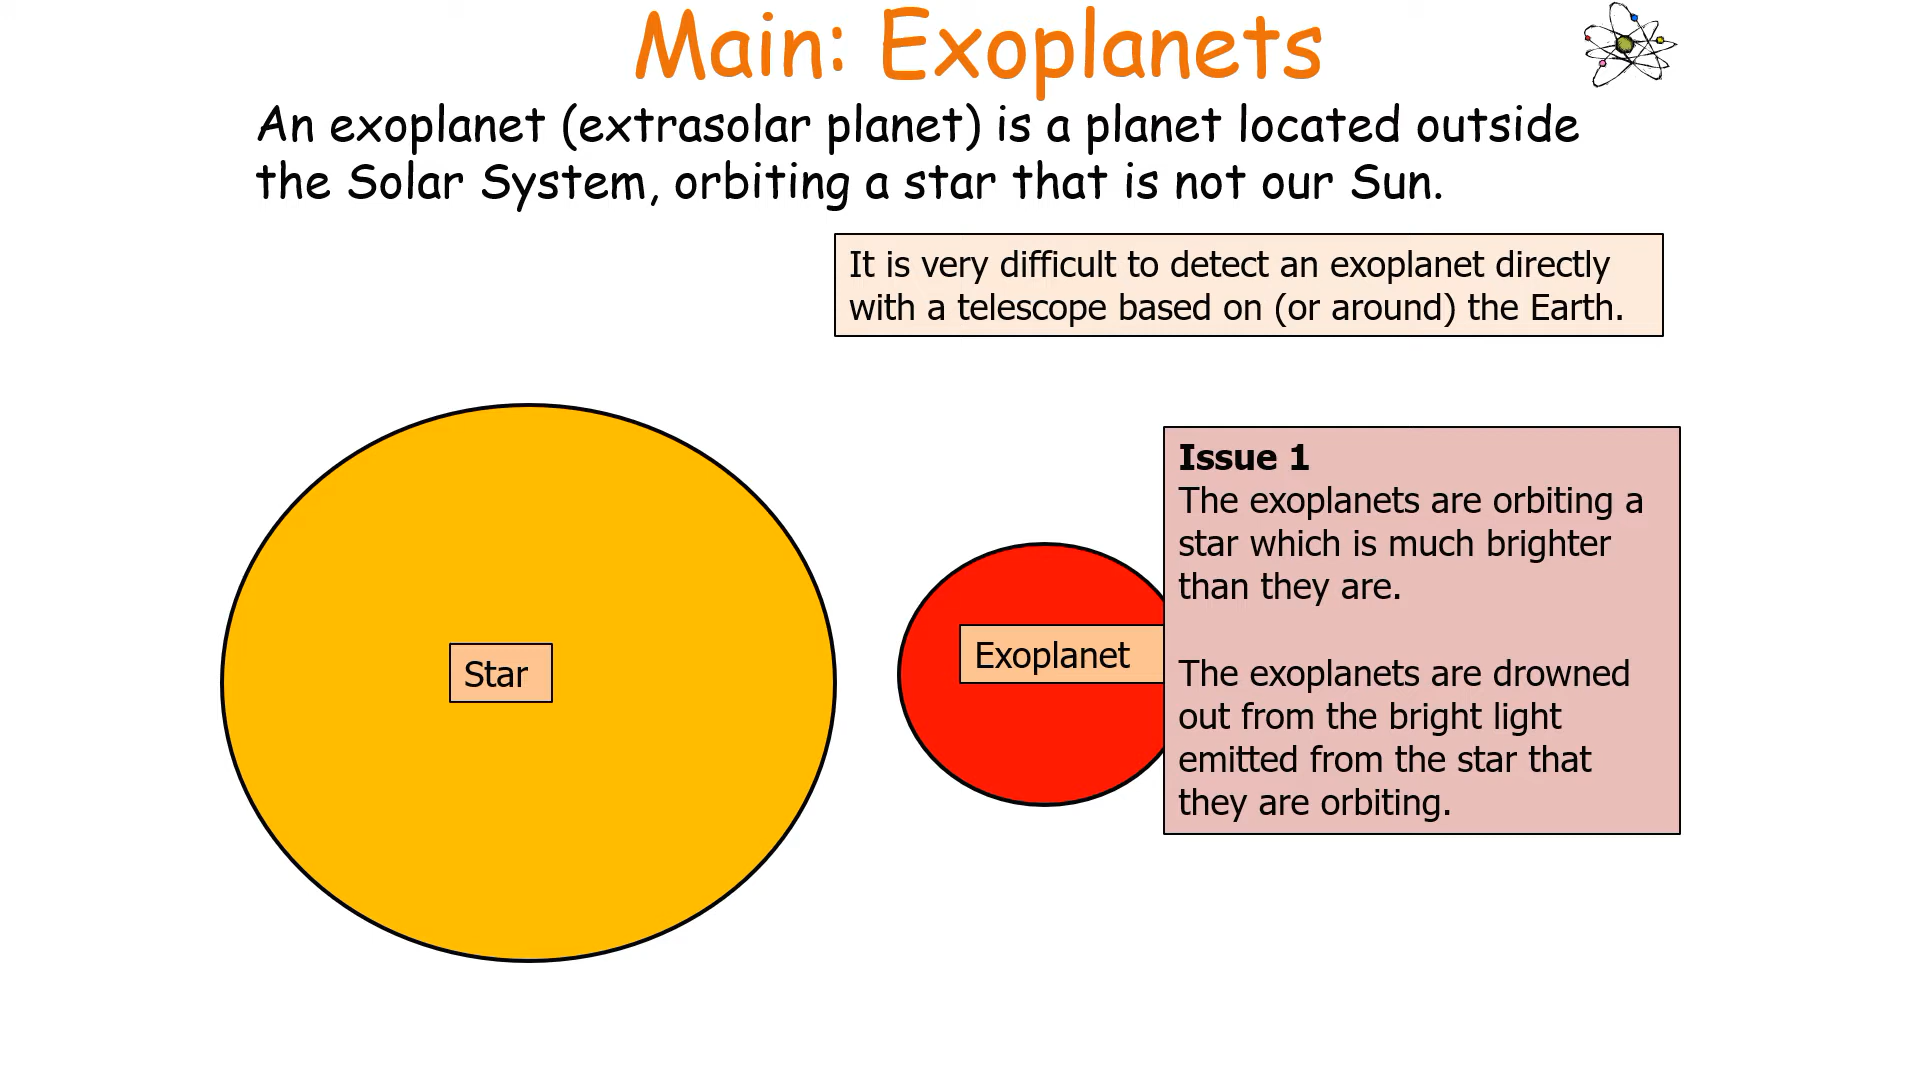 Main: Exoplanets
An exoplanet (extrasolar planet) is a planet located outside
the Solar System, orbiting a star that is not our Sun.
It is very difficult to detect an exoplanet directly
with a telescope based on (or around) the Earth.
Star
Exoplanet
Issue 1
The exoplanets are orbiting a
star which is much brighter
than they are.
The exoplanets are drowned
out from the bright light
emitted from the star that
they are orbiting.